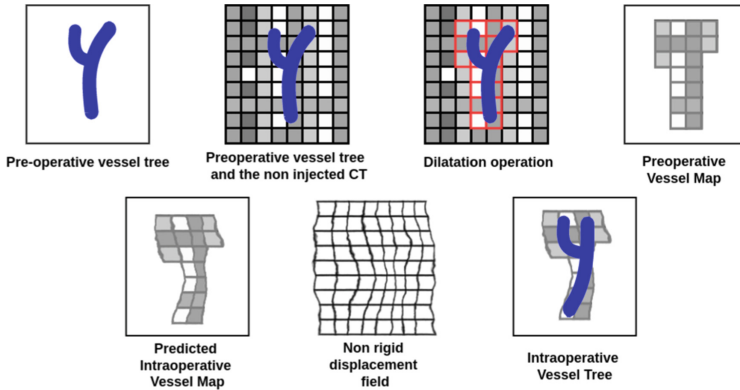 Pre-operative vessel tree
Preoperative vessel tree
and the non injected CT
Dilatation operation
Preoperative
Vessel Map
Predicted
Intraoperative
Vessel Map
Non rigid
displacement
field
Intraoperative
Vessel Tree